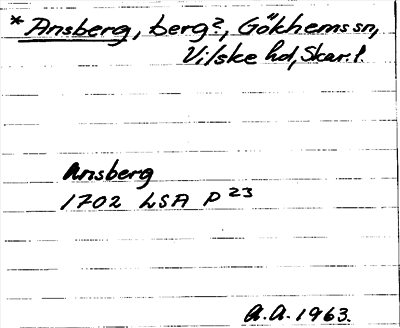 * Ansberg, berg?, Gökhems sn,
Vilske hd, Skar. l.
Ansberg
1702 LSA P 23
A.A. 1963.